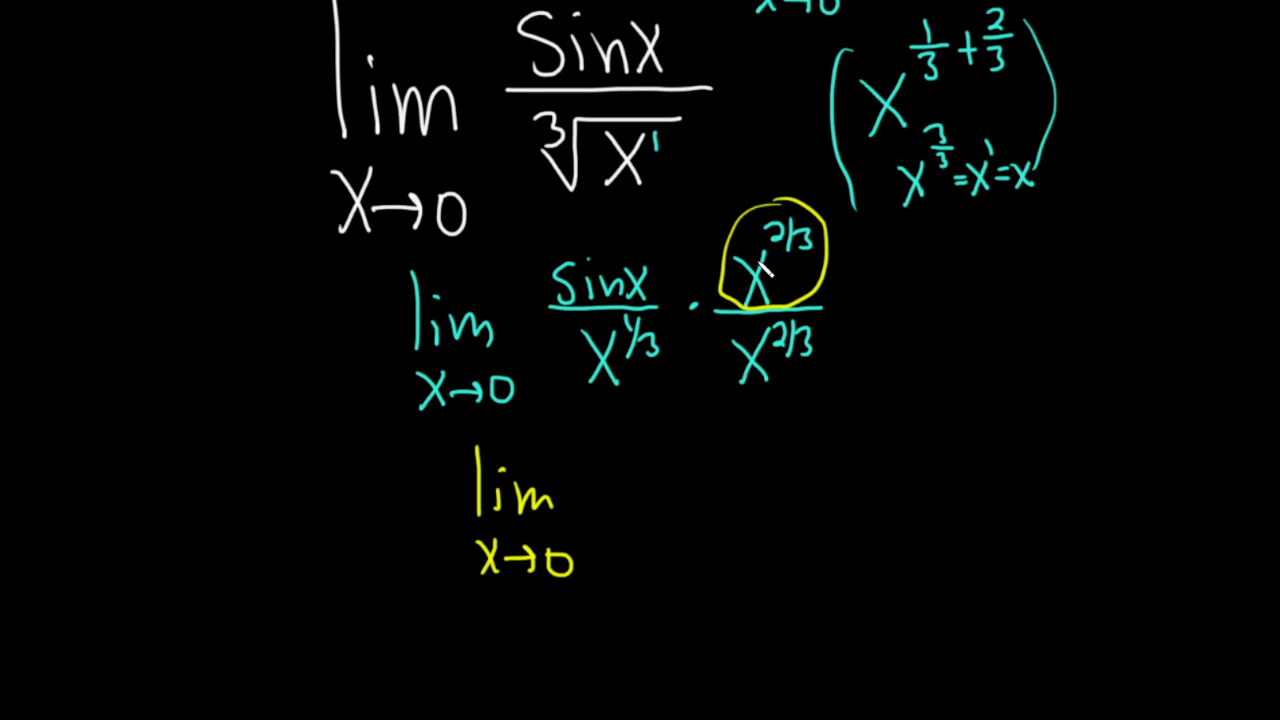 x→0
lim sinx / ∛x¹
x→0
(x^(1/3 + 2/3)
x^(3/3) = x¹ = x)
lim sinx / x^(1/3) · x^(2/3) / x^(2/3)
x→0
lim
x→0